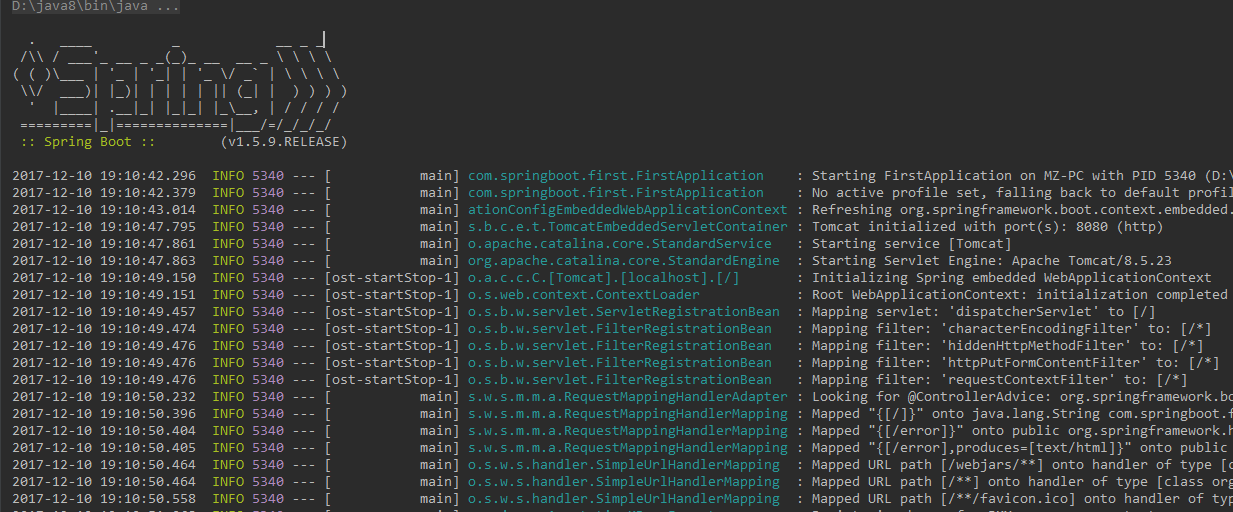 D:\java8\bin\java ...
  .   ____          _            __ _ _
 /\\ / ___'_ __ _ _(_)_ __  __ _ \ \ \ \
( ( )\___ | '_ | '_| | '_ \/ _` | \ \ \ \
 \\/  ___)| |_)| | | | | || (_| |  ) ) ) )
  '  |____| .__|_| |_|_| |_\__, | / / / /
 =========|_|==============|___/=/_/_/_/
 :: Spring Boot ::        (v1.5.9.RELEASE)
2017-12-10 19:10:42.296  INFO 5340 --- [           main] com.springboot.first.FirstApplication    : Starting FirstApplication on MZ-PC with PID 5340 (D:\
2017-12-10 19:10:42.379  INFO 5340 --- [           main] com.springboot.first.FirstApplication    : No active profile set, falling back to default profil
2017-12-10 19:10:43.014  INFO 5340 --- [           main] ationConfigEmbeddedWebApplicationContext : Refreshing org.springframework.boot.context.embedded.
2017-12-10 19:10:47.795  INFO 5340 --- [           main] s.b.c.e.t.TomcatEmbeddedServletContainer : Tomcat initialized with port(s): 8080 (http)
2017-12-10 19:10:47.861  INFO 5340 --- [           main] o.apache.catalina.core.StandardService   : Starting service [Tomcat]
2017-12-10 19:10:47.863  INFO 5340 --- [           main] org.apache.catalina.core.StandardEngine  : Starting Servlet Engine: Apache Tomcat/8.5.23
2017-12-10 19:10:49.150  INFO 5340 --- [ost-startStop-1] o.a.c.c.C.[Tomcat].[localhost].[/]       : Initializing Spring embedded WebApplicationContext
2017-12-10 19:10:49.151  INFO 5340 --- [ost-startStop-1] o.s.web.context.ContextLoader            : Root WebApplicationContext: initialization completed
2017-12-10 19:10:49.457  INFO 5340 --- [ost-startStop-1] o.s.b.w.servlet.ServletRegistrationBean  : Mapping servlet: 'dispatcherServlet' to [/]
2017-12-10 19:10:49.474  INFO 5340 --- [ost-startStop-1] o.s.b.w.servlet.FilterRegistrationBean   : Mapping filter: 'characterEncodingFilter' to: [/*]
2017-12-10 19:10:49.476  INFO 5340 --- [ost-startStop-1] o.s.b.w.servlet.FilterRegistrationBean   : Mapping filter: 'hiddenHttpMethodFilter' to: [/*]
2017-12-10 19:10:49.476  INFO 5340 --- [ost-startStop-1] o.s.b.w.servlet.FilterRegistrationBean   : Mapping filter: 'httpPutFormContentFilter' to: [/*]
2017-12-10 19:10:49.476  INFO 5340 --- [ost-startStop-1] o.s.b.w.servlet.FilterRegistrationBean   : Mapping filter: 'requestContextFilter' to: [/*]
2017-12-10 19:10:50.232  INFO 5340 --- [           main] s.w.s.m.m.a.RequestMappingHandlerAdapter : Looking for @ControllerAdvice: org.springframework.bo
2017-12-10 19:10:50.396  INFO 5340 --- [           main] s.w.s.m.m.a.RequestMappingHandlerMapping : Mapped "{[/]}" onto java.lang.String com.springboot.f
2017-12-10 19:10:50.404  INFO 5340 --- [           main] s.w.s.m.m.a.RequestMappingHandlerMapping : Mapped "{[/error]}" onto public org.springframework.h
2017-12-10 19:10:50.405  INFO 5340 --- [           main] s.w.s.m.m.a.RequestMappingHandlerMapping : Mapped "{[/error],produces=[text/html]}" onto public
2017-12-10 19:10:50.464  INFO 5340 --- [           main] o.s.w.s.handler.SimpleUrlHandlerMapping  : Mapped URL path [/webjars/**] onto handler of type [c
2017-12-10 19:10:50.464  INFO 5340 --- [           main] o.s.w.s.handler.SimpleUrlHandlerMapping  : Mapped URL path [/**] onto handler of type [class org
2017-12-10 19:10:50.558  INFO 5340 --- [           main] o.s.w.s.handler.SimpleUrlHandlerMapping  : Mapped URL path [/**/favicon.ico] onto handler of typ